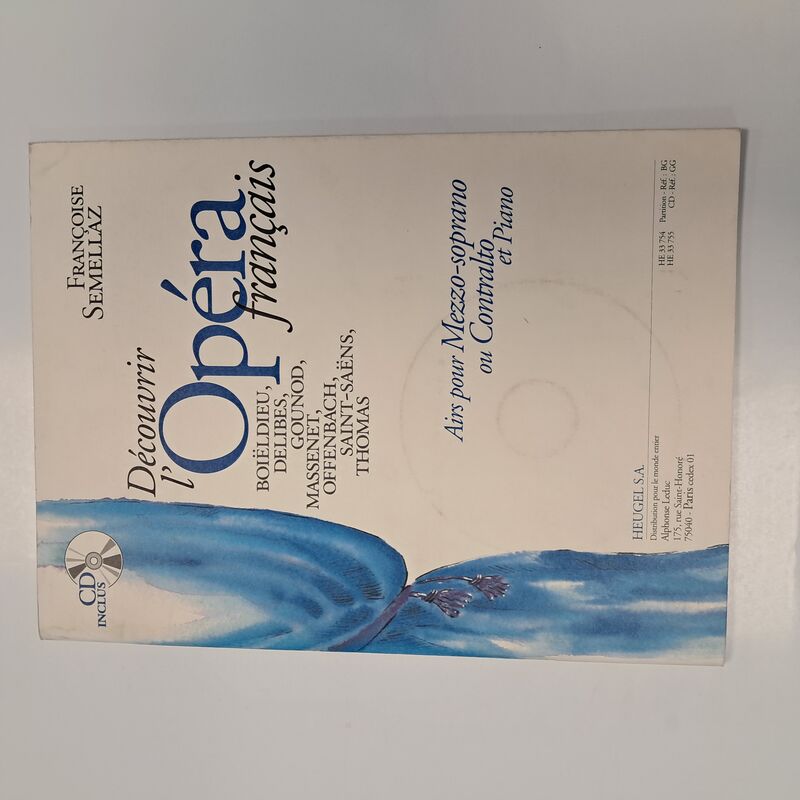 FRANÇOISE
SEMELLAZ
Découvrir
l'Opéra
français
BOIËLDIEU,
DELIBES,
GOUNOD,
MASSENET,
OFFENBACH,
SAINT-SAËNS,
THOMAS
CD
INCLUS
Airs pour Mezzo-soprano
ou Contralto
et Piano
HEUGEL S.A.
Distribution pour le monde entier
Alphonse Leduc
175, rue Saint-Honoré
75040 - Paris cedex 01
HE 33 754 Partition - Réf. : BG
HE 33 755 CD - Réf. : GG